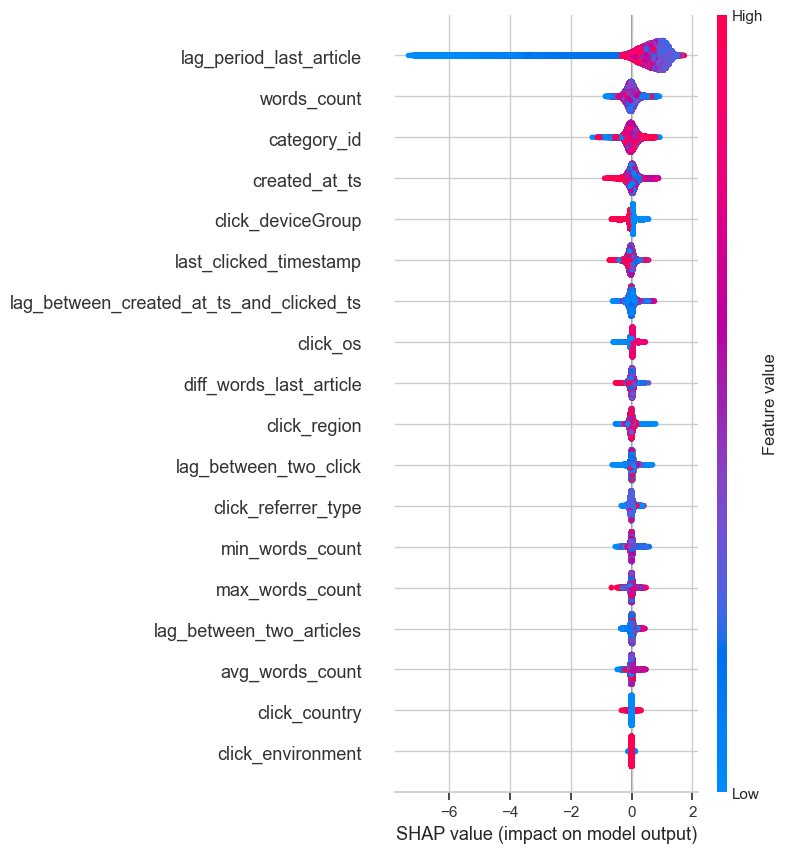 High
lag_period_last_article
words_count
category_id
created_at_ts
click_deviceGroup
last_clicked_timestamp
lag_between_created_at_ts_and_clicked_ts
click_os
diff_words_last_article
click_region
lag_between_two_click
click_referrer_type
min_words_count
max_words_count
lag_between_two_articles
avg_words_count
click_country
click_environment
Feature value
Low
−6 −4 −2 0 2
SHAP value (impact on model output)